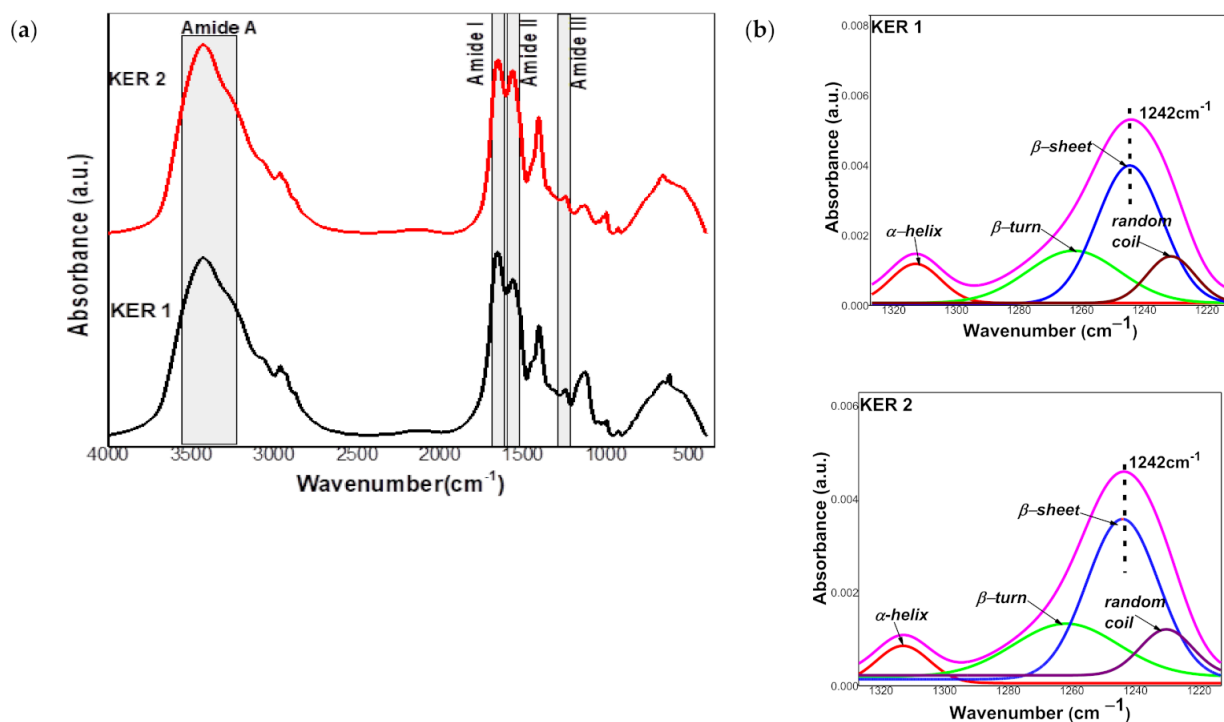 (a)
Amide A
Amide I
Amide II
Amide III
KER 2
KER 1
Absorbance (a.u.)
4000 3500 3000 2000 1500 1000 500
Wavenumber(cm⁻¹)
(b)
KER 1
0.008
0.006
0.004
0.002
0.000
Absorbance (a.u.)
1242cm⁻¹
β–sheet
β–turn
random
coil
α–helix
1320 1300 1280 1260 1240 1220
Wavenumber (cm⁻¹)
KER 2
0.006
0.004
0.002
0.000
Absorbance (a.u.)
1242cm⁻¹
β–sheet
β–turn
random
coil
α-helix
1320 1300 1280 1260 1240 1220
Wavenumber (cm⁻¹)